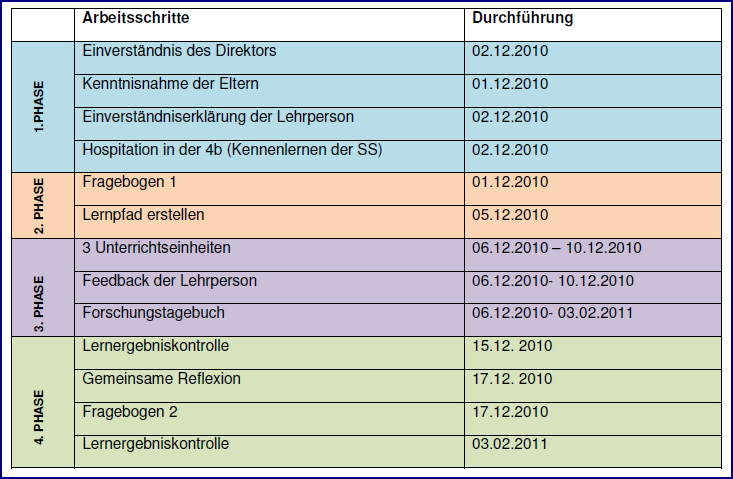 Arbeitsschritte Durchführung
1.PHASE
Einverständnis des Direktors 02.12.2010
Kenntnisnahme der Eltern 01.12.2010
Einverständniserklärung der Lehrperson 02.12.2010
Hospitation in der 4b (Kennenlernen der SS) 02.12.2010
2. PHASE
Fragebogen 1 01.12.2010
Lernpfad erstellen 05.12.2010
3. PHASE
3 Unterrichtseinheiten 06.12.2010 – 10.12.2010
Feedback der Lehrperson 06.12.2010- 10.12.2010
Forschungstagebuch 06.12.2010- 03.02.2011
4. PHASE
Lernergebniskontrolle 15.12. 2010
Gemeinsame Reflexion 17.12. 2010
Fragebogen 2 17.12.2010
Lernergebniskontrolle 03.02.2011